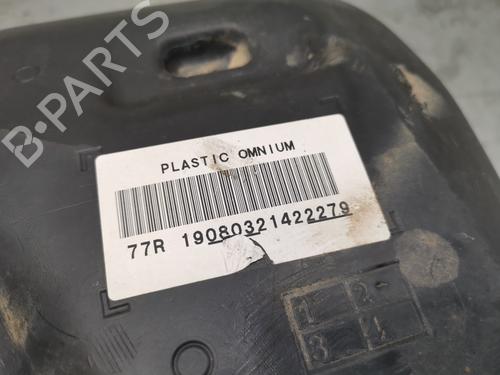 B-PARTS
PLASTIC OMNIUM
77R 19080321422279
1 2
3 4